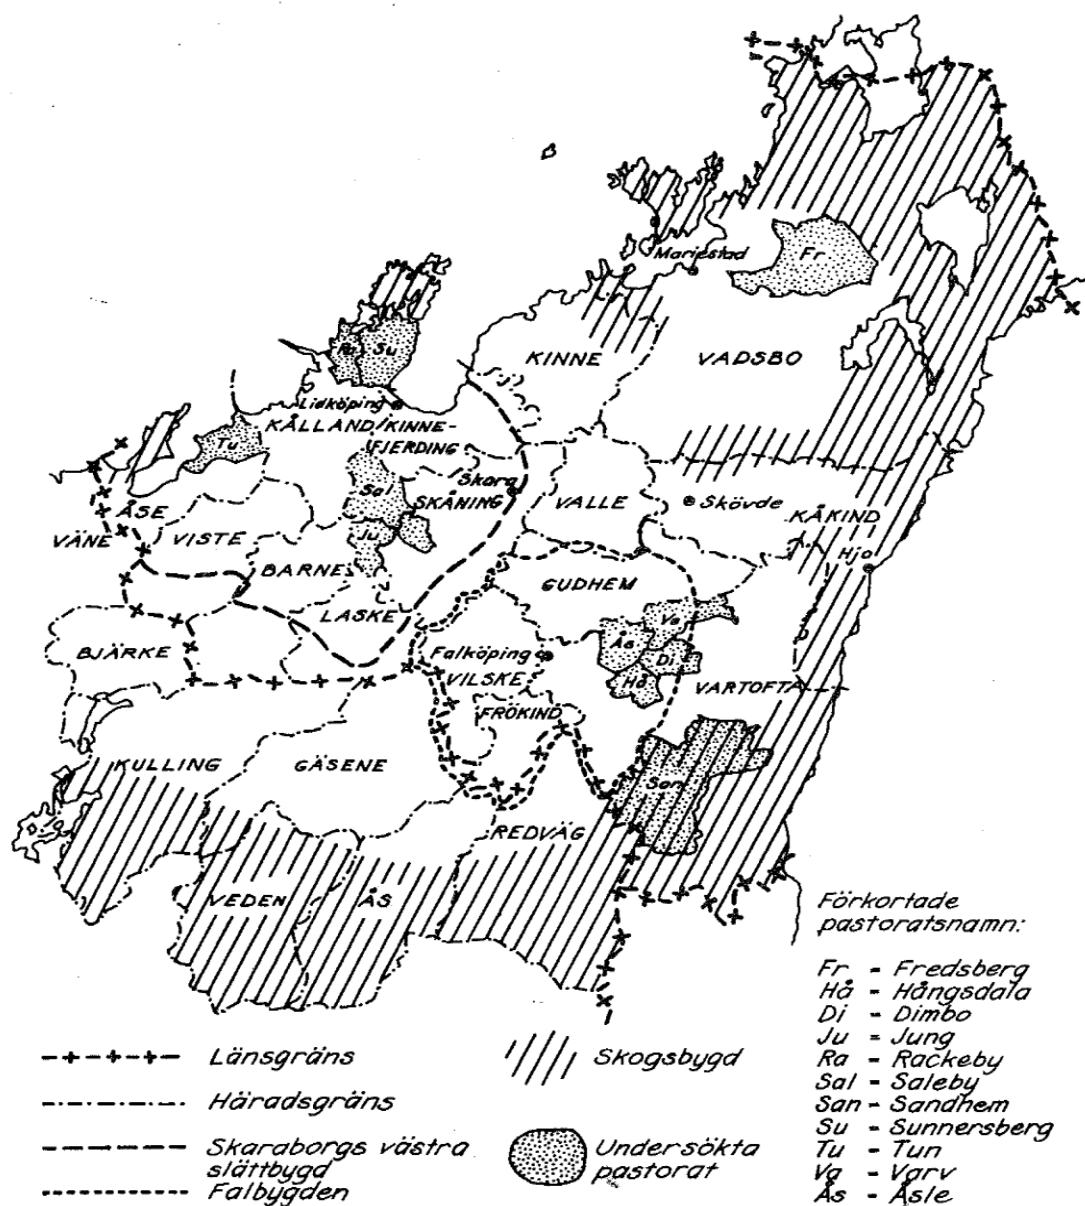 Mariestad
Fr
Ra
Su
KINNE
VADSBO
Lidköping
KÅLLAND/KINNE-
FJERDING
Tu
Sal
Skara
SKÅNING
VALLE
Skövde
KÅKIND
ÅSE
VÄNE
VISTE
Ju
Hjo
BARNE
GUDHEM
LASKE
Va
Ås
Di
BJÄRKE
Falköping
VILSKE
Hå
VARTOFTA
FRÖKIND
KULLING
GÄSENE
San
REDVÄG
VEDEN
ÅS
Förkortade
pastoratsnamn:
Fr - Fredsberg
Hå - Hångsdala
Di - Dimbo
Ju - Jung
Ra - Rackeby
Sal - Saleby
San - Sandhem
Su - Sunnersberg
Tu - Tun
Va - Varv
Ås - Åsle
Länsgräns
Häradsgräns
Skaraborgs västra
slättbygd
Falbygden
Skogsbygd
Undersökta
pastorat